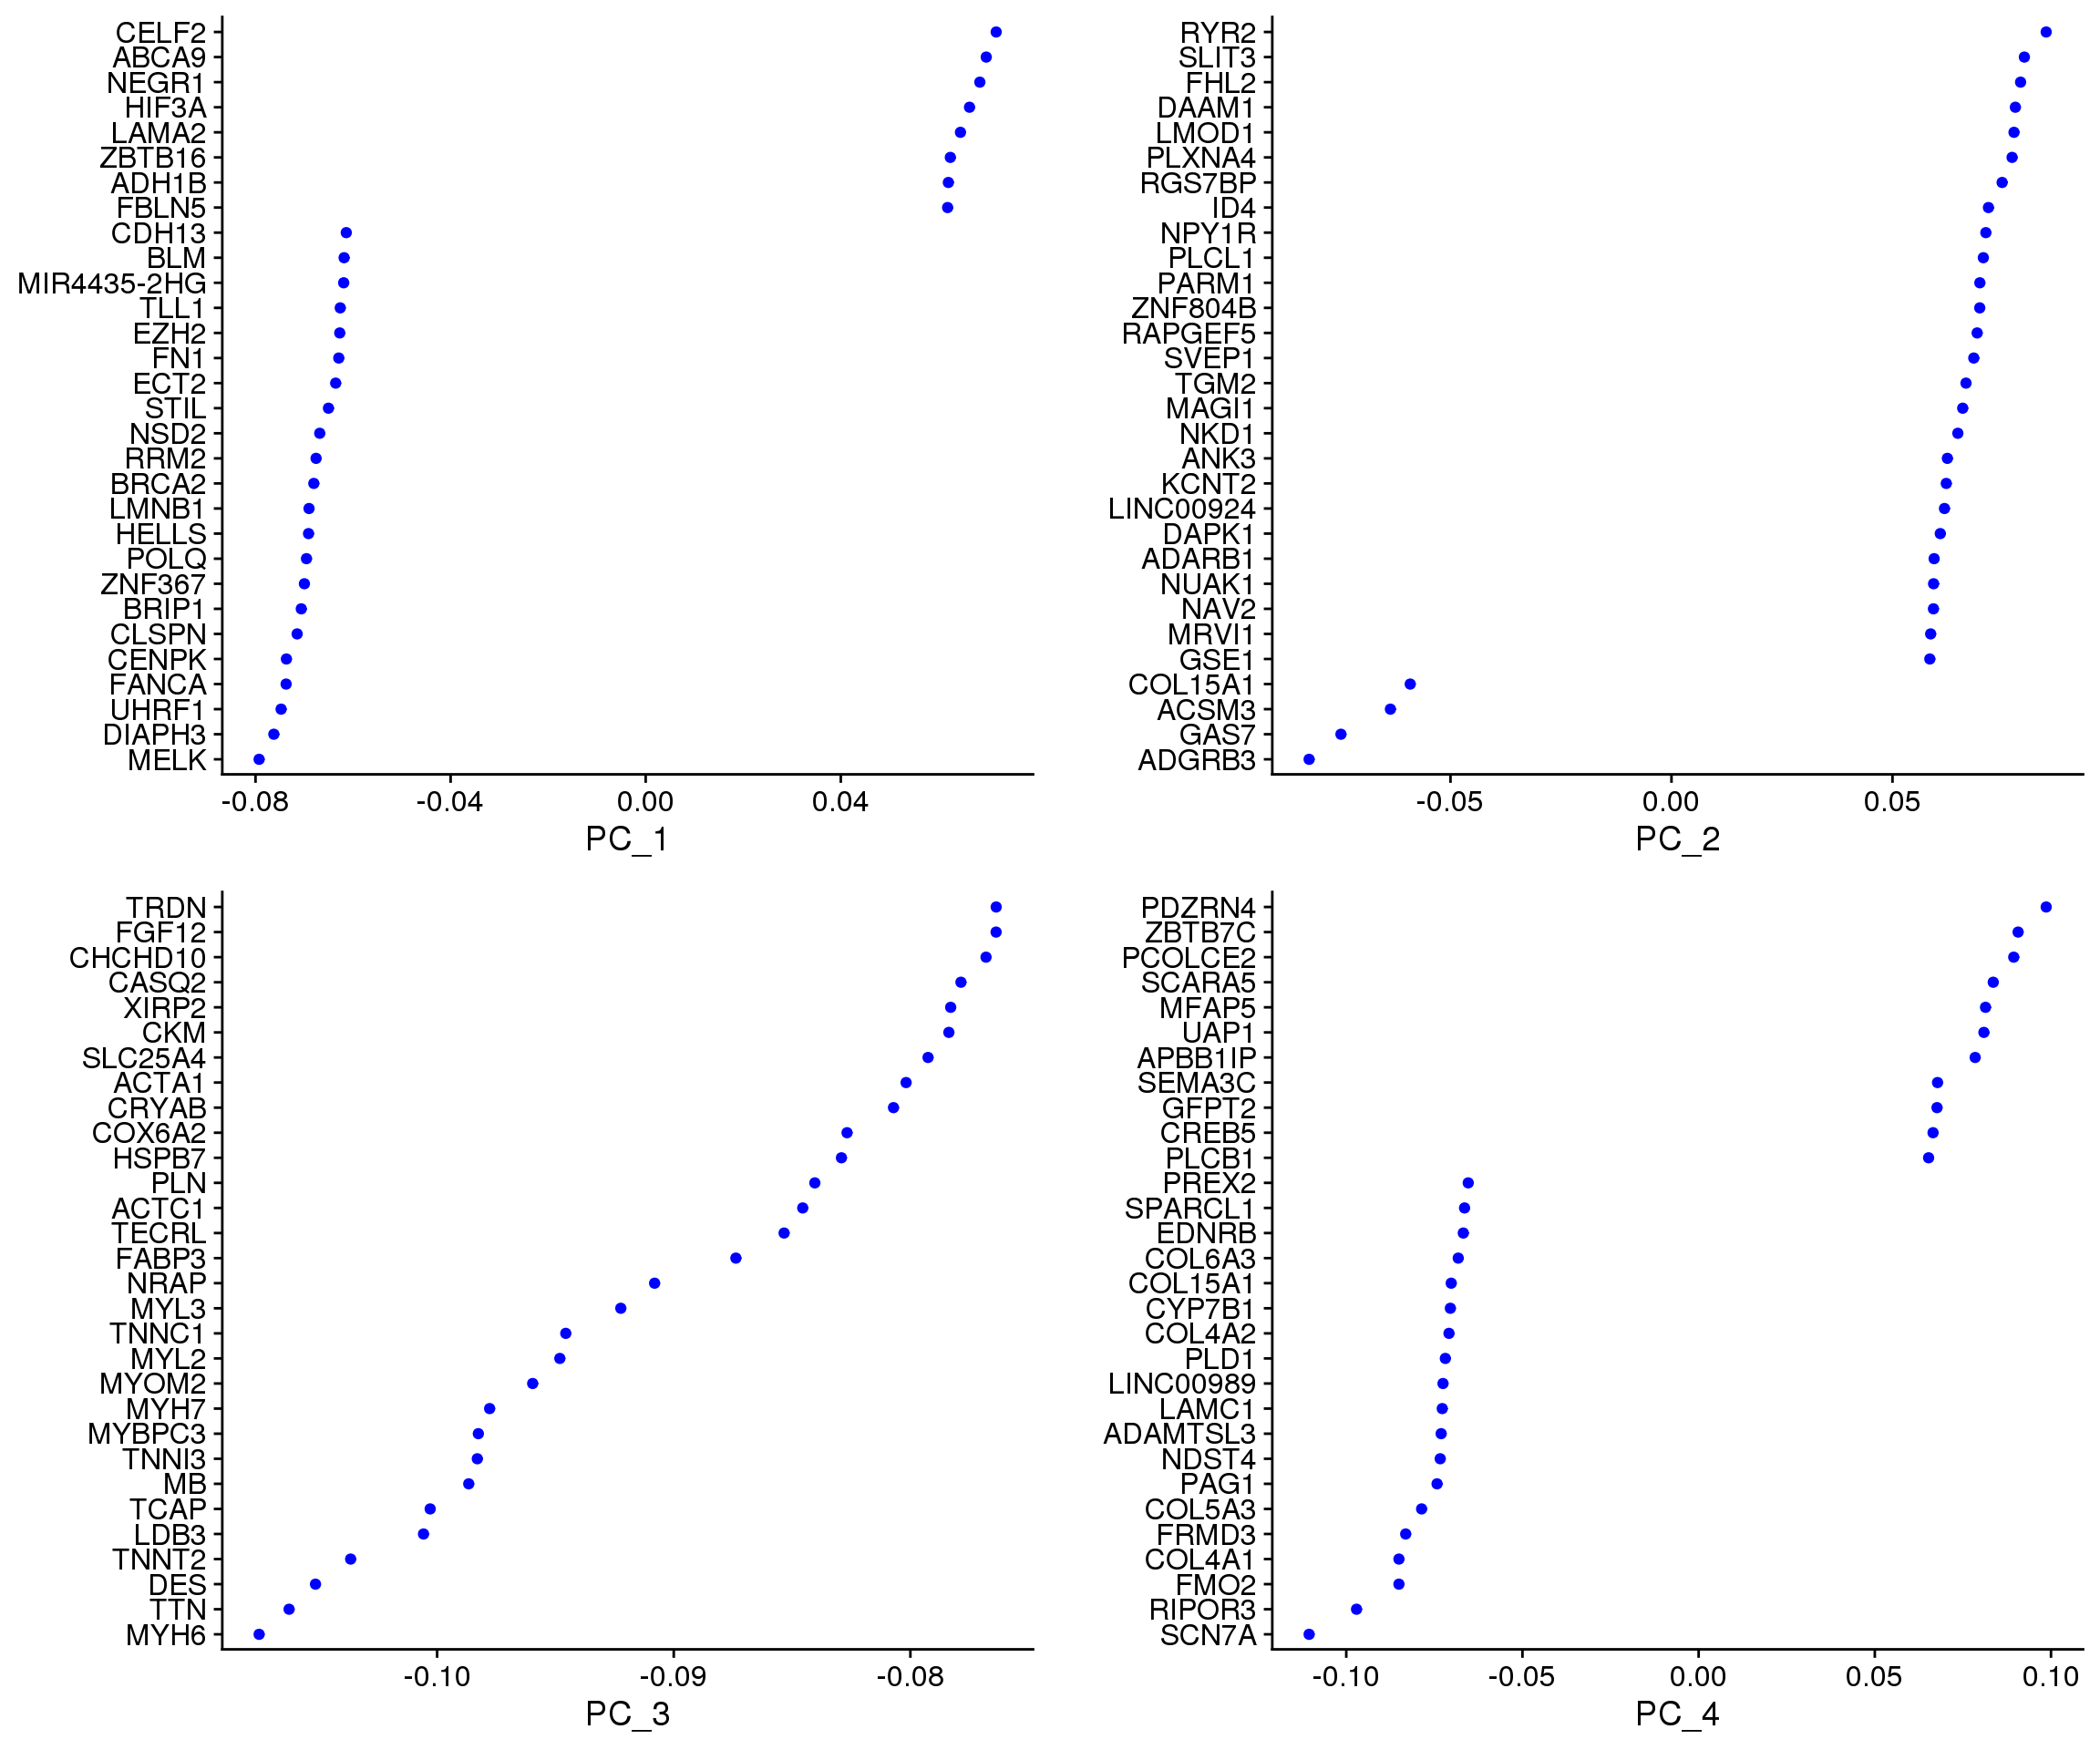 CELF2
ABCA9
NEGR1
HIF3A
LAMA2
ZBTB16
ADH1B
FBLN5
CDH13
BLM
MIR4435-2HG
TLL1
EZH2
FN1
ECT2
STIL
NSD2
RRM2
BRCA2
LMNB1
HELLS
POLQ
ZNF367
BRIP1
CLSPN
CENPK
FANCA
UHRF1
DIAPH3
MELK
-0.08 -0.04 0.00 0.04
PC_1
RYR2
SLIT3
FHL2
DAAM1
LMOD1
PLXNA4
RGS7BP
ID4
NPY1R
PLCL1
PARM1
ZNF804B
RAPGEF5
SVEP1
TGM2
MAGI1
NKD1
ANK3
KCNT2
LINC00924
DAPK1
ADARB1
NUAK1
NAV2
MRVI1
GSE1
COL15A1
ACSM3
GAS7
ADGRB3
-0.05 0.00 0.05
PC_2
TRDN
FGF12
CHCHD10
CASQ2
XIRP2
CKM
SLC25A4
ACTA1
CRYAB
COX6A2
HSPB7
PLN
ACTC1
TECRL
FABP3
NRAP
MYL3
TNNC1
MYL2
MYOM2
MYH7
MYBPC3
TNNI3
MB
TCAP
LDB3
TNNT2
DES
TTN
MYH6
-0.10 -0.09 -0.08
PC_3
PDZRN4
ZBTB7C
PCOLCE2
SCARA5
MFAP5
UAP1
APBB1IP
SEMA3C
GFPT2
CREB5
PLCB1
PREX2
SPARCL1
EDNRB
COL6A3
COL15A1
CYP7B1
COL4A2
PLD1
LINC00989
LAMC1
ADAMTSL3
NDST4
PAG1
COL5A3
FRMD3
COL4A1
FMO2
RIPOR3
SCN7A
-0.10 -0.05 0.00 0.05 0.10
PC_4